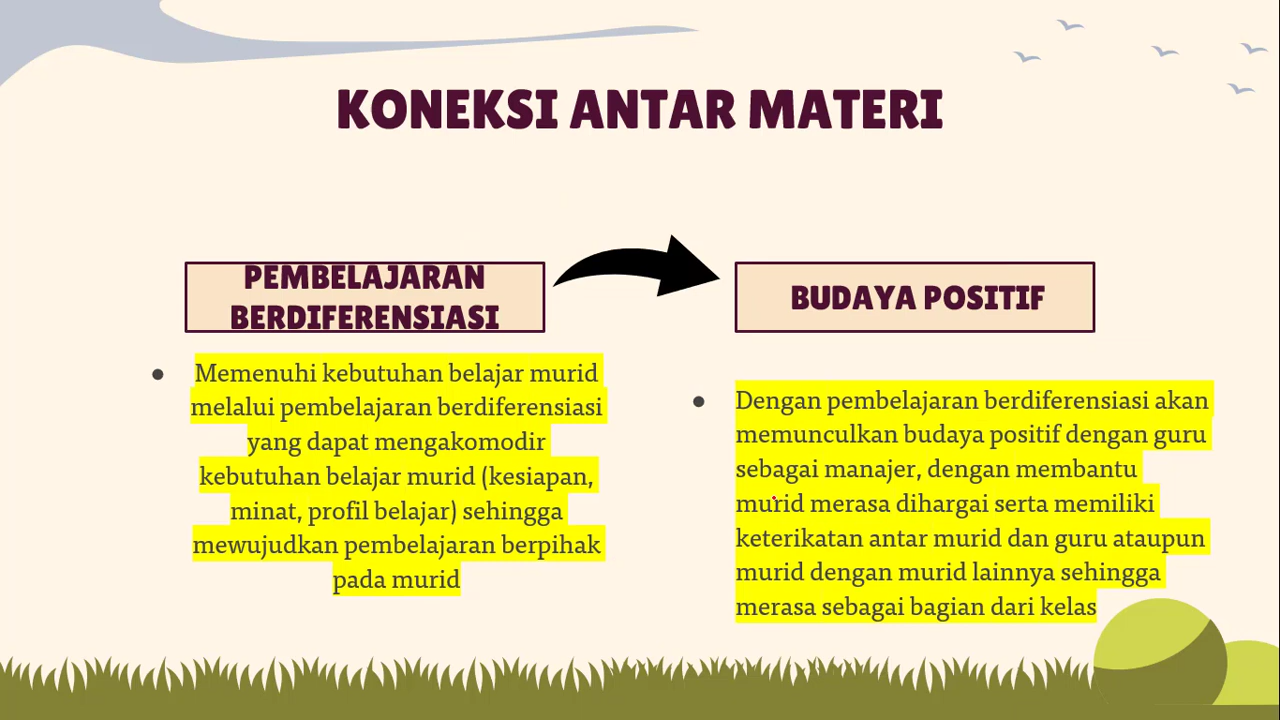 KONEKSI ANTAR MATERI
PEMBELAJARAN
BERDIFERENSIASI
● Memenuhi kebutuhan belajar murid
melalui pembelajaran berdiferensiasi
yang dapat mengakomodir
kebutuhan belajar murid (kesiapan,
minat, profil belajar) sehingga
mewujudkan pembelajaran berpihak
pada murid
BUDAYA POSITIF
● Dengan pembelajaran berdiferensiasi akan
memunculkan budaya positif dengan guru
sebagai manajer, dengan membantu
murid merasa dihargai serta memiliki
keterikatan antar murid dan guru ataupun
murid dengan murid lainnya sehingga
merasa sebagai bagian dari kelas